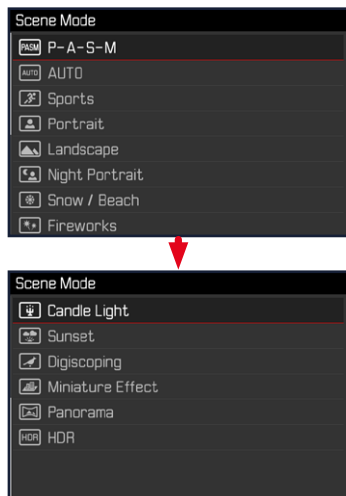 Scene Mode
PASM P-A-S-M
AUTO AUTO
Sports
Portrait
Landscape
Night Portrait
Snow / Beach
Fireworks
Scene Mode
Candle Light
Sunset
Digiscoping
Miniature Effect
Panorama
HDR HDR